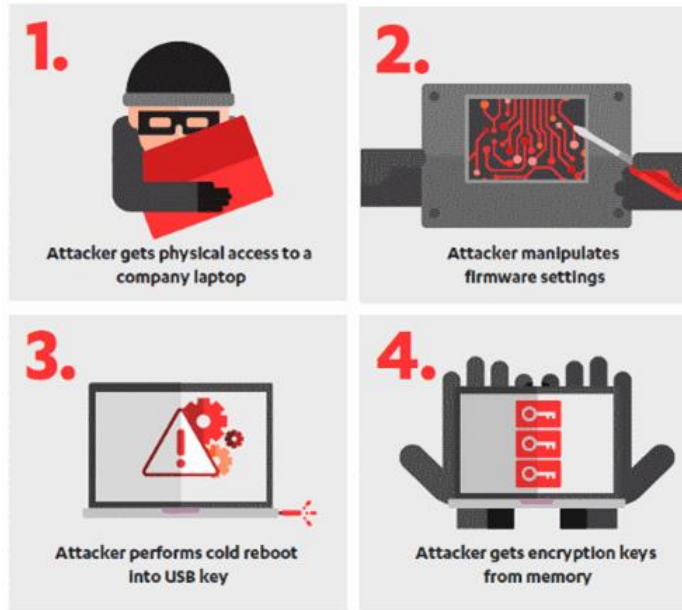 1.
Attacker gets physical access to a
company laptop
2.
Attacker manipulates
firmware settings
3.
Attacker performs cold reboot
into USB key
4.
Attacker gets encryption keys
from memory